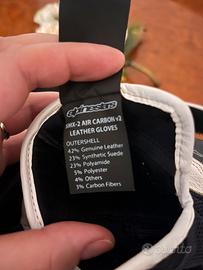 alpinestars
SMX-2 AIR CARBON v2
LEATHER GLOVES
OUTERSHELL
42% Genuine Leather
23% Synthetic Suede
23% Polyamide
5% Polyester
4% Others
3% Carbon Fibers
subito